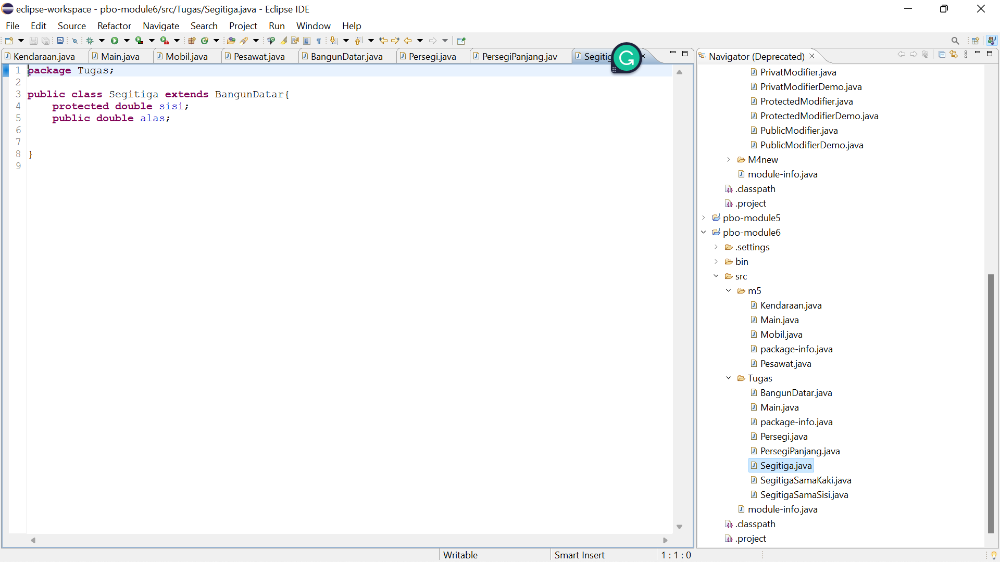 eclipse-workspace - pbo-module6/src/Tugas/Segitiga.java - Eclipse IDE
File Edit Source Refactor Navigate Search Project Run Window Help
Kendaraan.java Main.java Mobil.java Pesawat.java BangunDatar.java Persegi.java PersegiPanjang.jav Segitig
1 package Tugas;
2
3 public class Segitiga extends BangunDatar{
4 protected double sisi;
5 public double alas;
6
7
8 }
9
Navigator (Deprecated)
PrivatModifier.java
PrivatModifierDemo.java
ProtectedModifier.java
ProtectedModifierDemo.java
PublicModifier.java
PublicModifierDemo.java
M4new
module-info.java
.classpath
.project
pbo-module5
pbo-module6
.settings
bin
src
m5
Kendaraan.java
Main.java
Mobil.java
package-info.java
Pesawat.java
Tugas
BangunDatar.java
Main.java
package-info.java
Persegi.java
PersegiPanjang.java
Segitiga.java
SegitigaSamaKaki.java
SegitigaSamaSisi.java
module-info.java
.classpath
.project
Writable Smart Insert 1 : 1 : 0